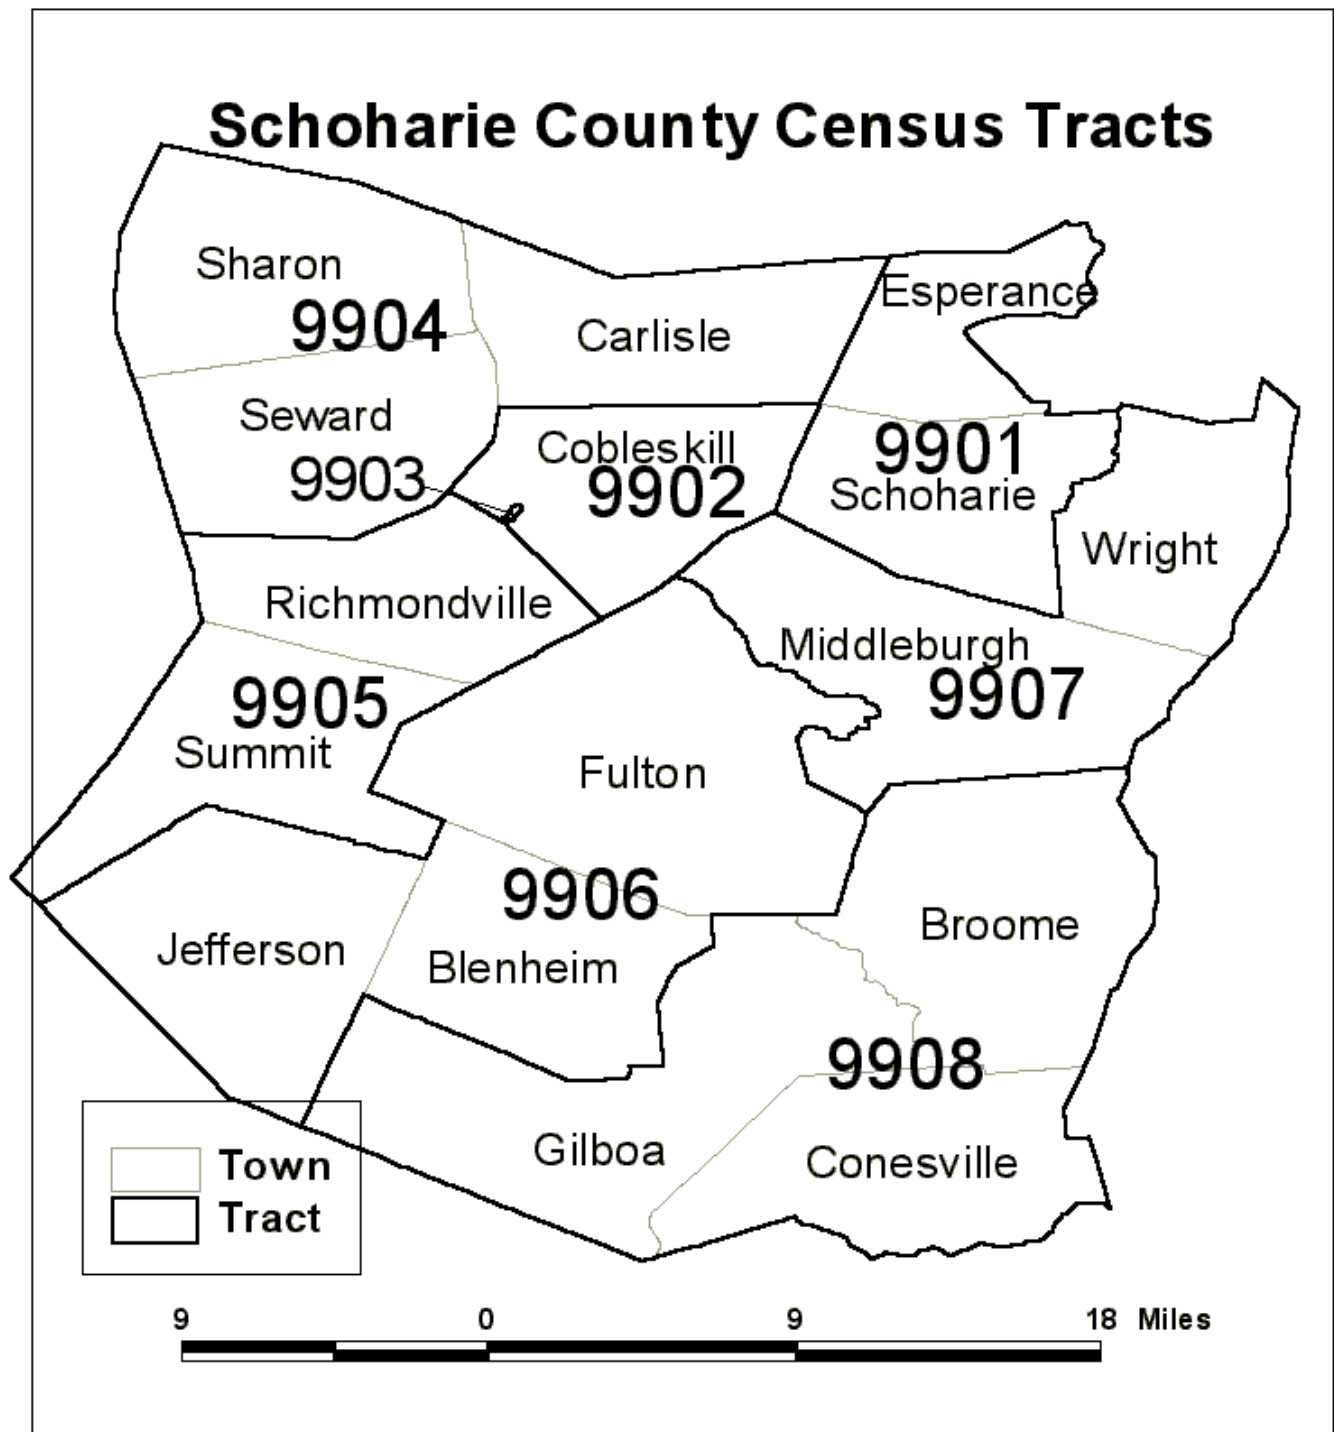 Schoharie County Census Tracts
Sharon
Esperance
9904
Carlisle
Seward
Cobleskill
9901
9903
9902
Schoharie
Wright
Richmondville
Middleburgh
9905
9907
Summit
Fulton
9906
Broome
Jefferson
Blenheim
9908
Gilboa
Conesville
Town
Tract
9 0 9 18 Miles